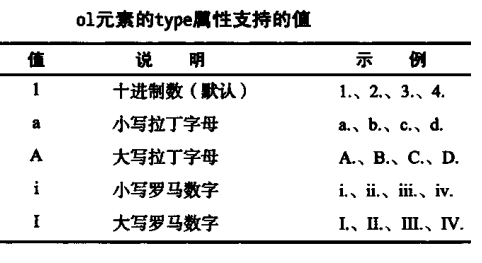 ol元素的type属性支持的值
值 说 明 示 例
1 十进制数（默认） 1.、2.、3.、4.
a 小写拉丁字母 a.、b.、c.、d.
A 大写拉丁字母 A.、B.、C.、D.
i 小写罗马数字 i.、ii.、iii.、iv.
I 大写罗马数字 I.、II.、III.、IV.